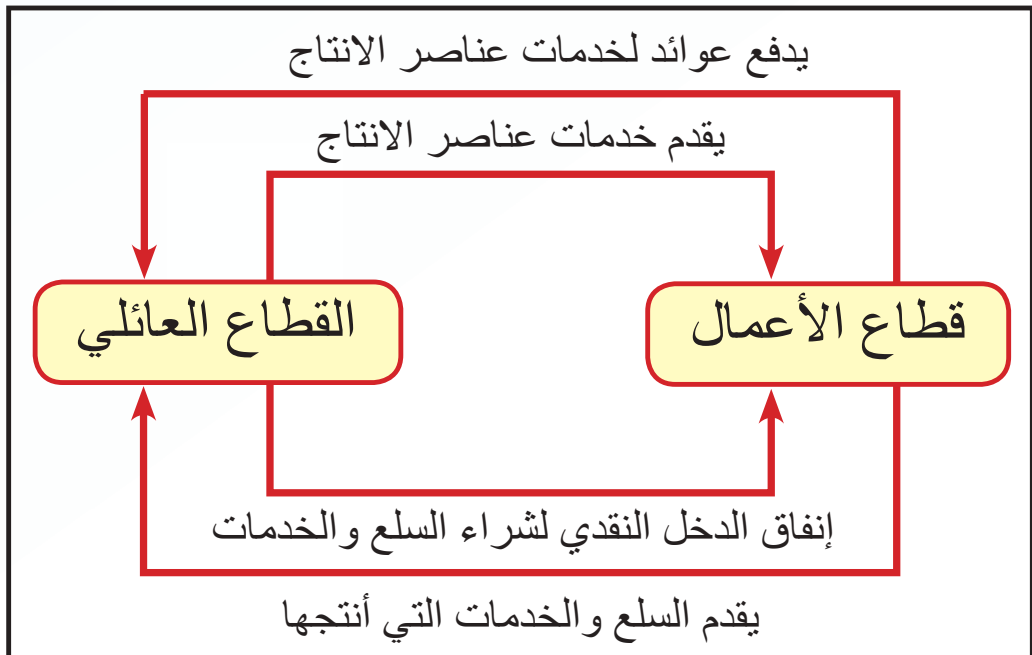 يدفع عوائد لخدمات عناصر الانتاج
يقدم خدمات عناصر الانتاج
قطاع الأعمال
القطاع العائلي
إنفاق الدخل النقدي لشراء السلع والخدمات
يقدم السلع والخدمات التي أنتجها